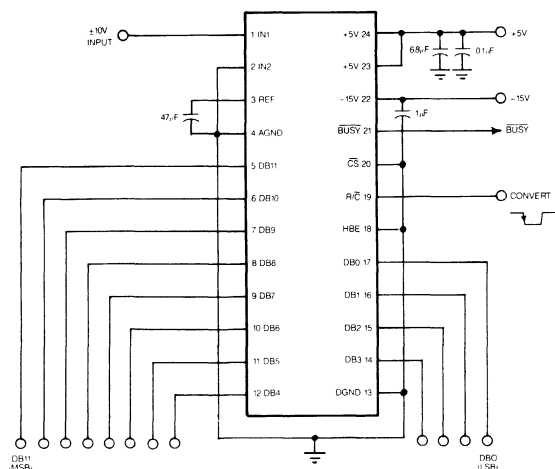 ±10V
INPUT
1 IN1
2 IN2
3 REF
4 AGND
5 DB11
6 DB10
7 DB9
8 DB8
9 DB7
10 DB6
11 DB5
12 DB4
+5V 24
+5V 23
-15V 22
BUSY 21
CS 20
R/C 19
HBE 18
DB0 17
DB1 16
DB2 15
DB3 14
DGND 13
47µF
6.8µF
0.1µF
+5V
-15V
1µF
BUSY
CONVERT
DB11
(MSB)
DB0
(LSB)